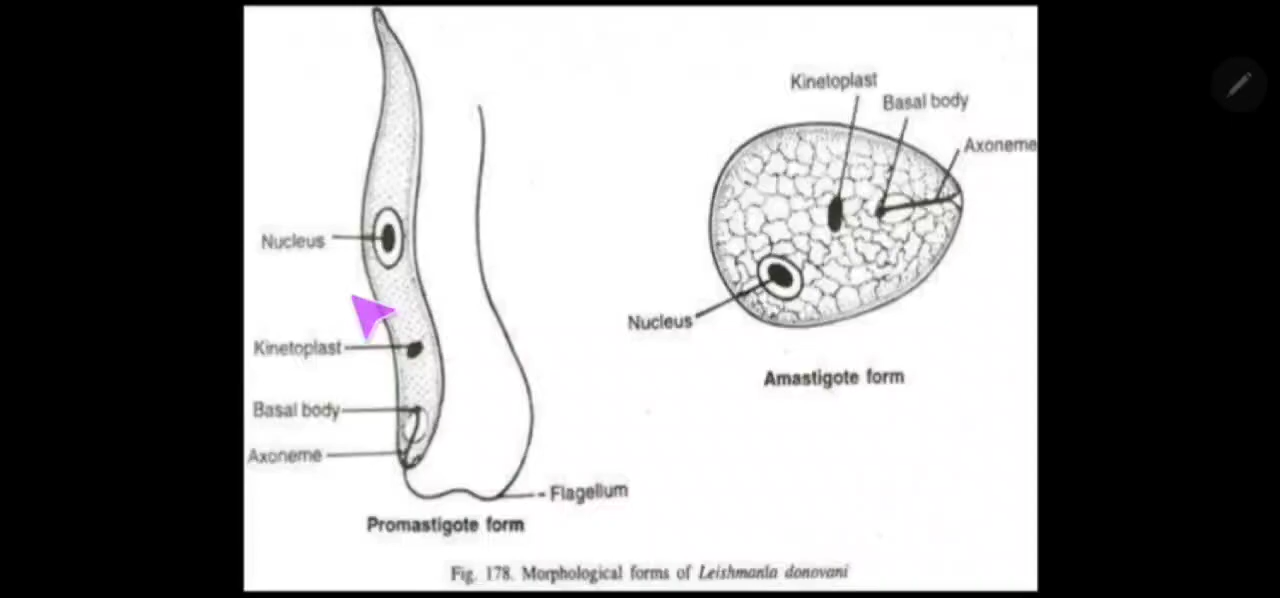 Kinetoplast
Basal body
Axoneme
Nucleus
Nucleus
Kinetoplast
Amastigote form
Basal body
Axoneme
Flagellum
Promastigote form
Fig. 178. Morphological forms of Leishmania donovani